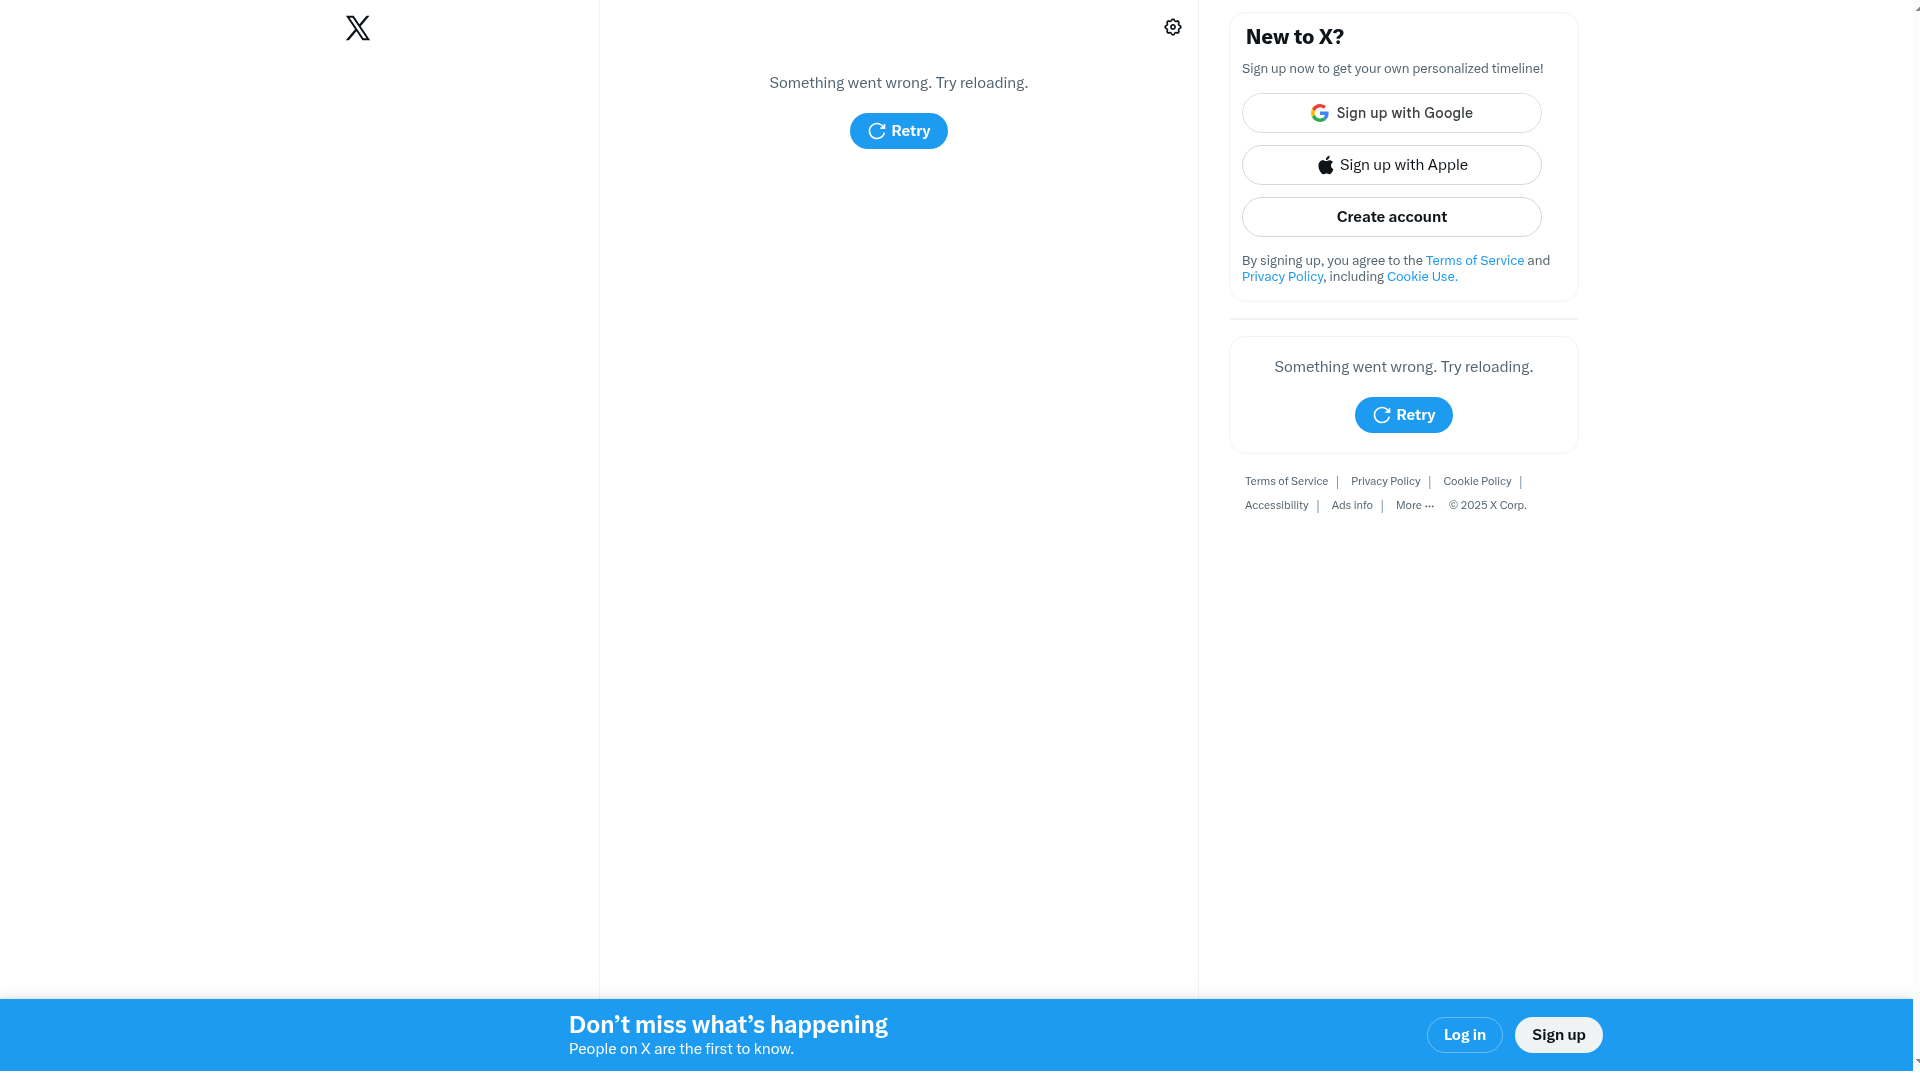 Something went wrong. Try reloading.
Retry
New to X?
Sign up now to get your own personalized timeline!
Sign up with Google
Sign up with Apple
Create account
By signing up, you agree to the Terms of Service and
Privacy Policy, including Cookie Use.
Something went wrong. Try reloading.
Retry
Terms of Service | Privacy Policy | Cookie Policy |
Accessibility | Ads info | More ··· © 2025 X Corp.
Don’t miss what’s happening
People on X are the first to know.
Log in
Sign up